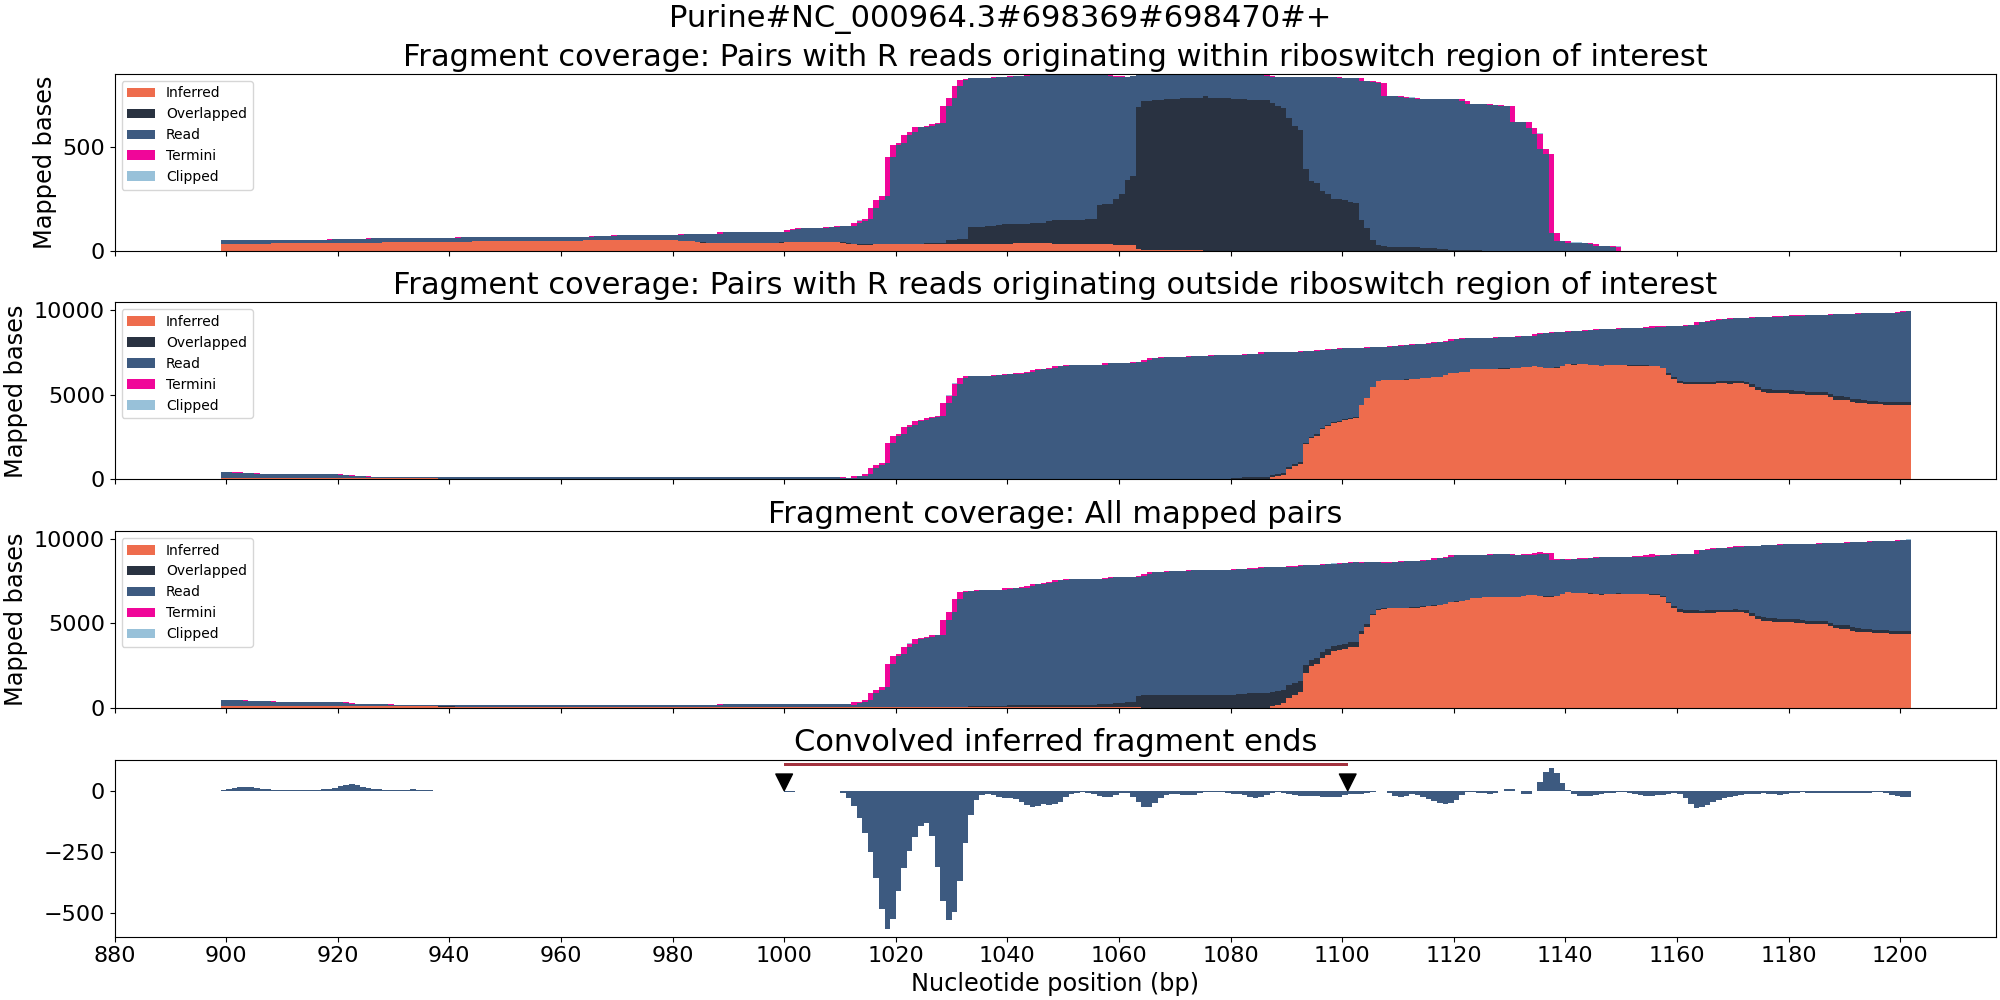 Purine#NC_000964.3#698369#698470#+
Fragment coverage: Pairs with R reads originating within riboswitch region of interest
Mapped bases
500
0
Inferred
Overlapped
Read
Termini
Clipped
Fragment coverage: Pairs with R reads originating outside riboswitch region of interest
Mapped bases
10000
5000
0
Inferred
Overlapped
Read
Termini
Clipped
Fragment coverage: All mapped pairs
Mapped bases
10000
5000
0
Inferred
Overlapped
Read
Termini
Clipped
Convolved inferred fragment ends
0
−250
−500
880 900 920 940 960 980 1000 1020 1040 1060 1080 1100 1120 1140 1160 1180 1200
Nucleotide position (bp)